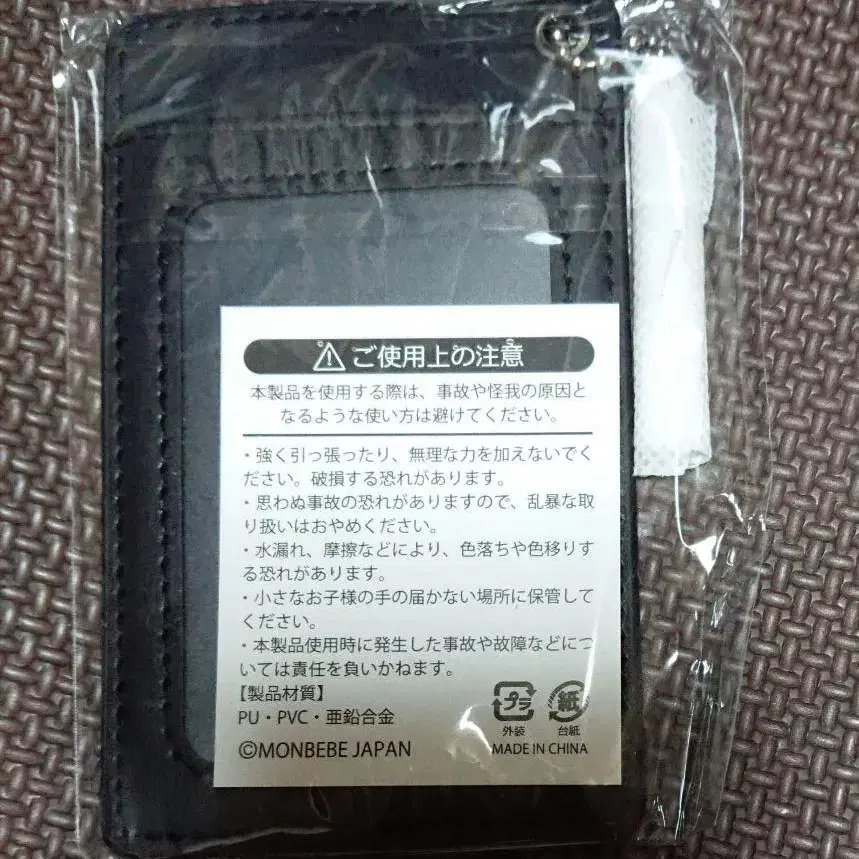 ご使用上の注意
本製品を使用する際は、事故や怪我の原因と
なるような使い方は避けてください。
・強く引っ張ったり、無理な力を加えないでく
ださい。破損する恐れがあります。
・思わぬ事故の恐れがありますので、乱暴な取
り扱いはおやめください。
・水漏れ、摩擦などにより、色落ちや色移りす
る恐れがあります。
・小さなお子様の手の届かない場所に保管して
ください。
・本製品使用時に発生した事故や故障などにつ
いては責任を負いかねます。
【製品材質】
PU・PVC・亜鉛合金
プラ 紙
外装 台紙
©MONBEBE JAPAN MADE IN CHINA